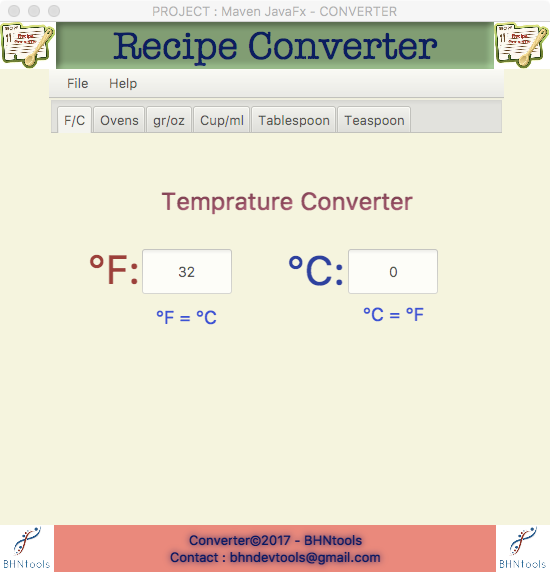 PROJECT : Maven JavaFx - CONVERTER
Recipe Converter
File Help
F/C Ovens gr/oz Cup/ml Tablespoon Teaspoon
Temprature Converter
°F: 32 °C: 0
°F = °C °C = °F
Converter©2017 - BHNtools
Contact : bhndevtools@gmail.com
BHNtools BHNtools